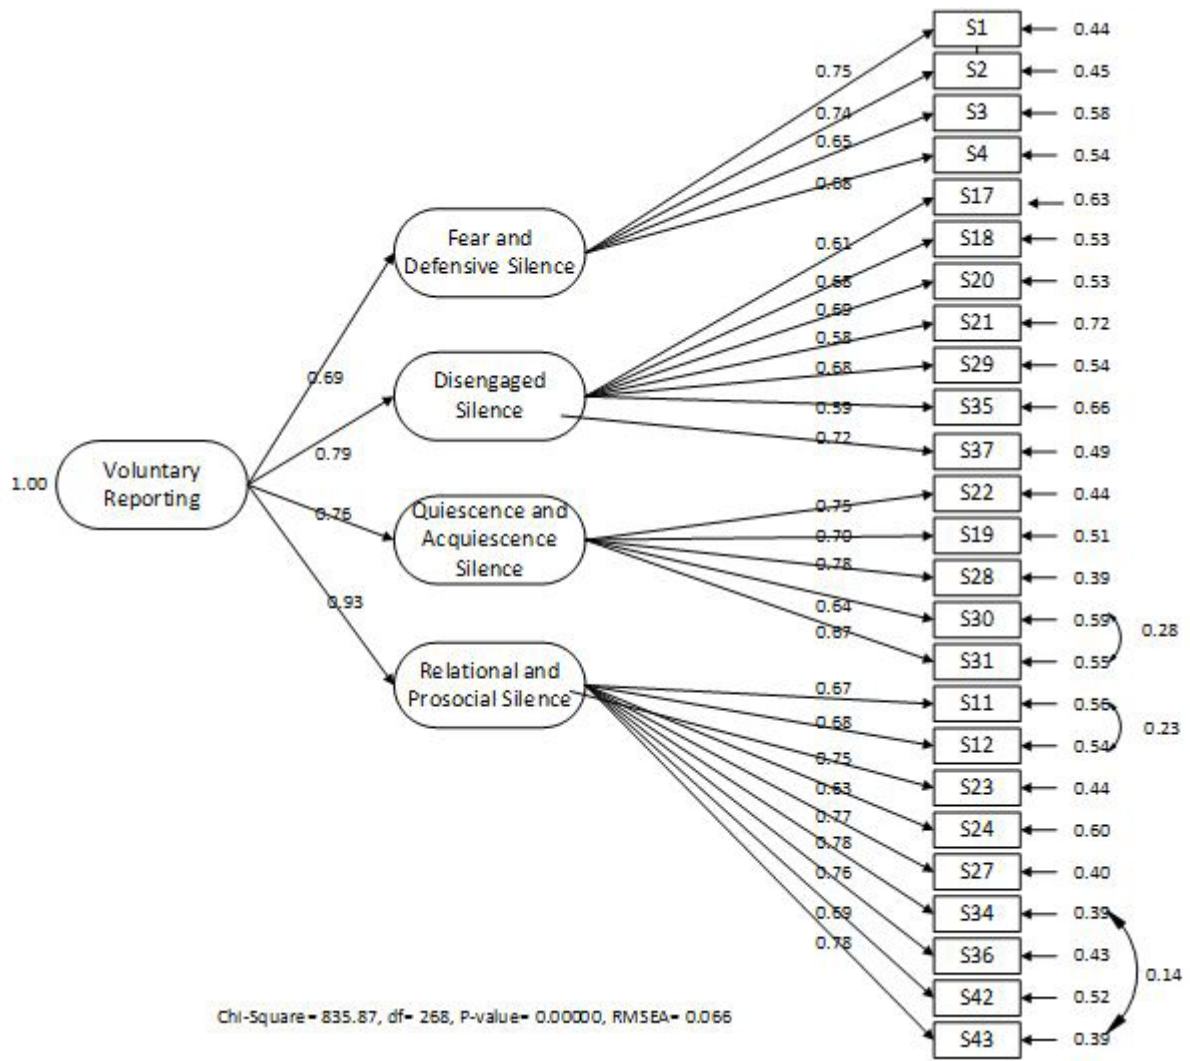 S1 0.44
0.75 S2 0.45
0.74 S3 0.58
0.65
S4 0.54
0.68
S17 0.63
Fear and
Defensive Silence
0.61 S18 0.53
0.68 S20 0.53
0.69
S21 0.72
0.58
0.69
Disengaged
Silence
0.68 S29 0.54
0.59 S35 0.66
0.72
S37 0.49
0.79
1.00
Voluntary
Reporting
0.76
Quiescence and
Acquiescence
Silence
0.75 S22 0.44
0.70 S19 0.51
0.78 S28 0.39
0.64 S30 0.59
0.28
0.67
S31 0.55
0.93
Relational and
Prosocial Silence
0.67 S11 0.56
0.23
0.68
S12 0.54
0.75
S23 0.44
0.63
0.77 S24 0.60
0.78
0.76 S27 0.40
0.69 S34 0.39
0.78
S36 0.43
0.14
S42 0.52
S43 0.39
Chi-Square= 835.87, df= 268, P-value= 0.00000, RMSEA= 0.066